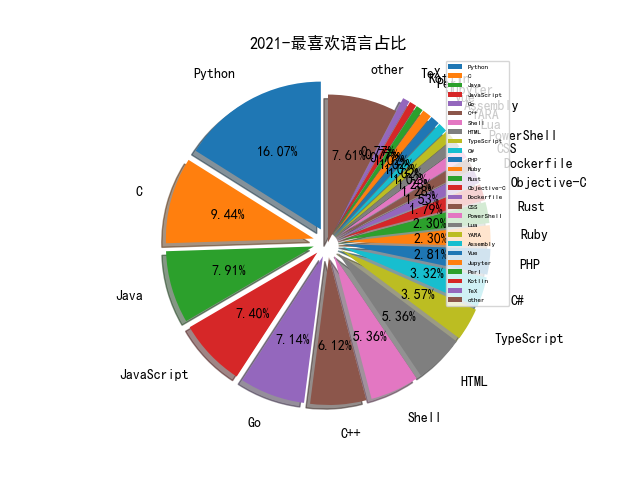 2021-最喜欢语言占比
Python
16.07%
C
9.44%
Java
7.91%
JavaScript
7.40%
Go
7.14%
C++
6.12%
Shell
5.36%
HTML
5.36%
TypeScript
3.57%
C#
3.32%
PHP
2.81%
Ruby
2.30%
Rust
2.30%
Objective-C
1.79%
Dockerfile
1.53%
CSS
PowerShell
Lua
TeX
other
7.61%
Python
C
Java
JavaScript
Go
C++
Shell
HTML
TypeScript
C#
PHP
Ruby
Rust
Objective-C
Dockerfile
CSS
PowerShell
Lua
YARA
Assembly
Vue
Jupyter
Perl
Kotlin
TeX
other